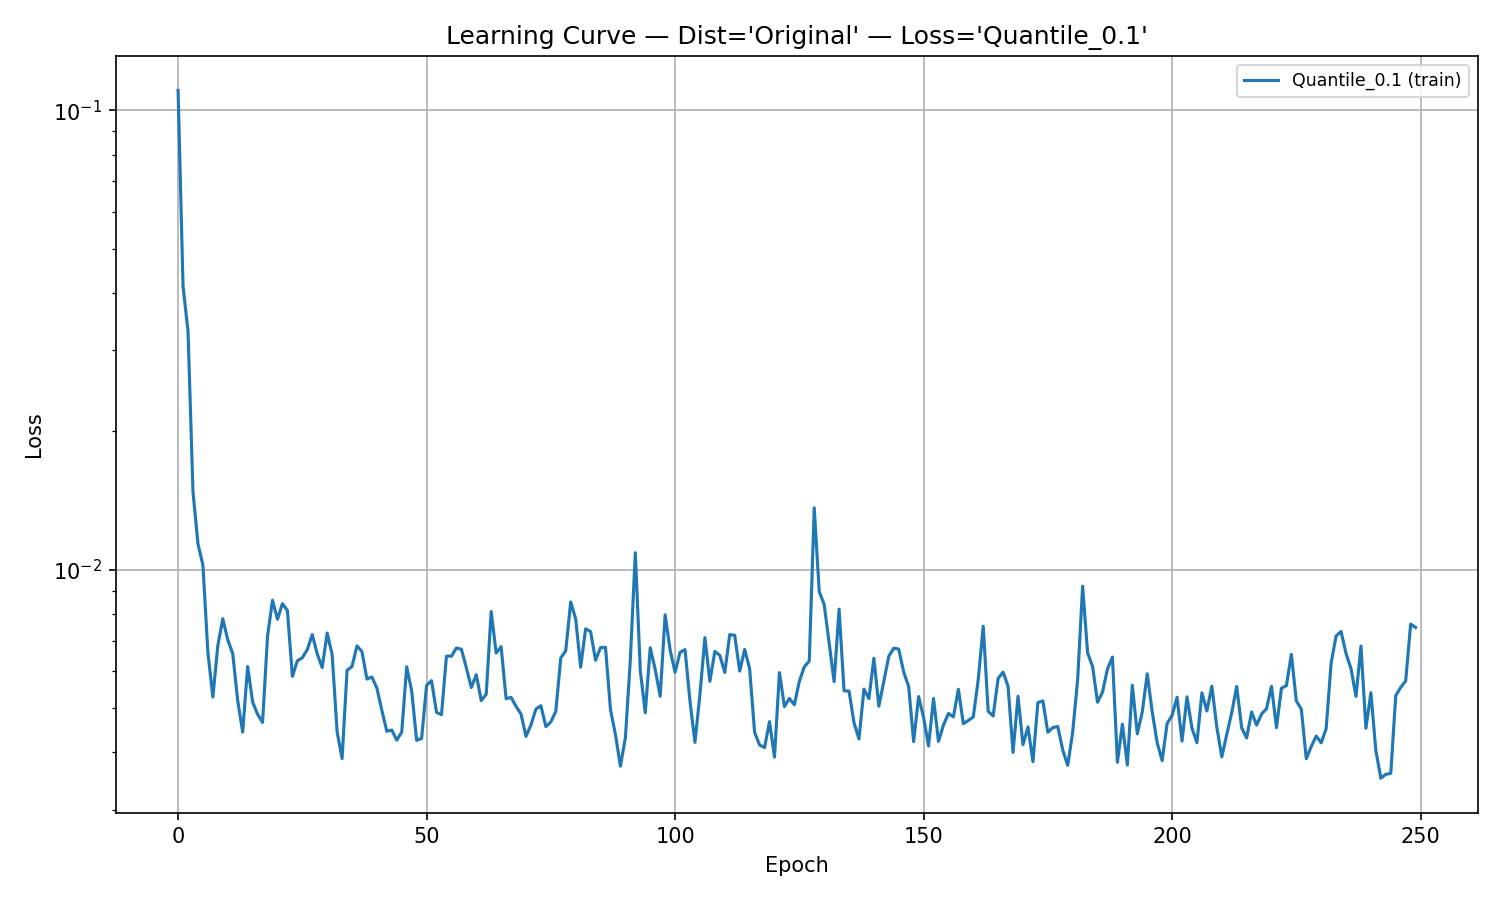 Learning Curve — Dist='Original' — Loss='Quantile_0.1'
Quantile_0.1 (train)
10⁻¹
10⁻²
Loss
0 50 100 150 200 250
Epoch